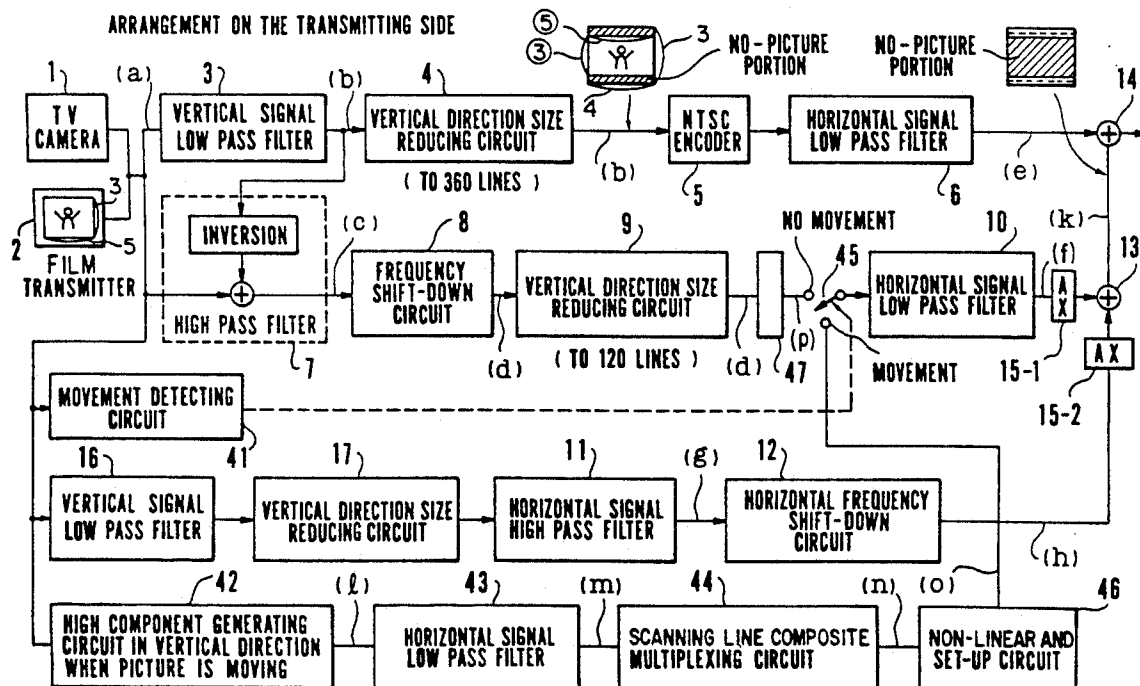 ARRANGEMENT ON THE TRANSMITTING SIDE
1
(a)
3
(b)
4
5
3
3
4
NO-PICTURE
PORTION
NO-PICTURE
PORTION
14
TV
CAMERA
VERTICAL SIGNAL
LOW PASS FILTER
VERTICAL DIRECTION SIZE
REDUCING CIRCUIT
(b)
NTSC
ENCODER
HORIZONTAL SIGNAL
LOW PASS FILTER
(e)
(TO 360 LINES)
5
6
2
3
5
FILM
TRANSMITTER
INVERSION
HIGH PASS FILTER
7
(c)
8
FREQUENCY
SHIFT-DOWN
CIRCUIT
(d)
9
VERTICAL DIRECTION SIZE
REDUCING CIRCUIT
(TO 120 LINES)
(d)
47
(p)
NO MOVEMENT
45
MOVEMENT
10
HORIZONTAL SIGNAL
LOW PASS FILTER
(f)
AX
15-1
(k)
13
AX
15-2
MOVEMENT DETECTING
CIRCUIT
41
16
VERTICAL SIGNAL
LOW PASS FILTER
17
VERTICAL DIRECTION SIZE
REDUCING CIRCUIT
11
HORIZONTAL SIGNAL
HIGH PASS FILTER
(g)
12
HORIZONTAL FREQUENCY
SHIFT-DOWN
CIRCUIT
(h)
42
HIGH COMPONENT GENERATING
CIRCUIT IN VERTICAL DIRECTION
WHEN PICTURE IS MOVING
(ℓ)
43
HORIZONTAL SIGNAL
LOW PASS FILTER
(m)
44
SCANNING LINE COMPOSITE
MULTIPLEXING CIRCUIT
(n)
(o)
46
NON-LINEAR AND
SET-UP CIRCUIT